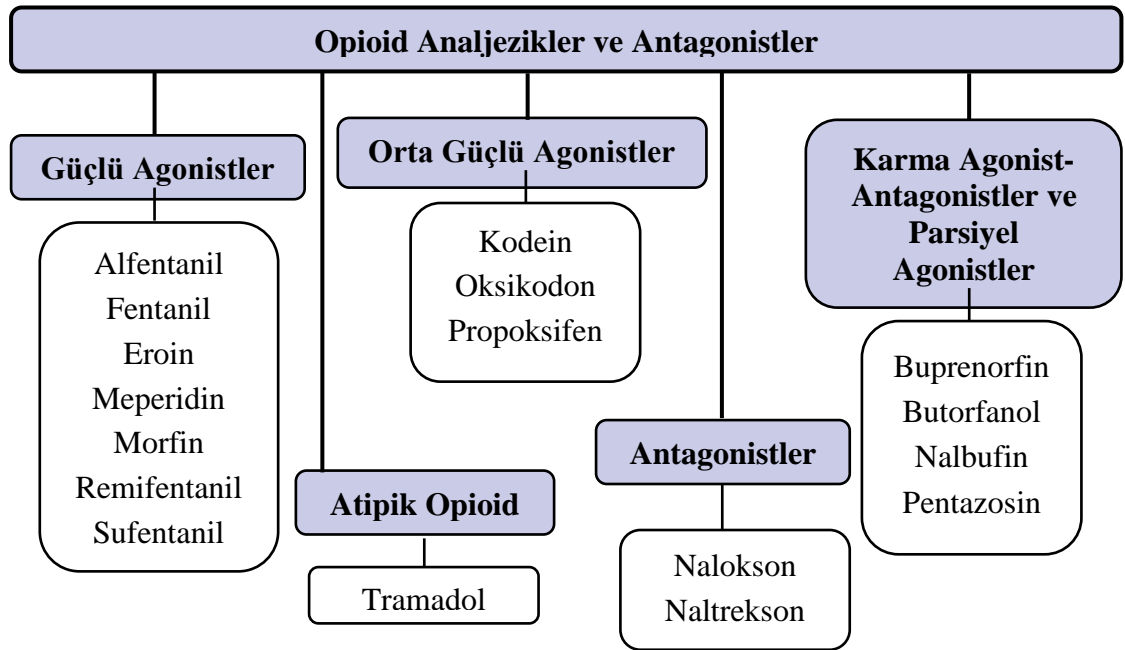 Opioid Analjezikler ve Antagonistler
Güçlü Agonistler
Alfentanil
Fentanil
Eroin
Meperidin
Morfin
Remifentanil
Sufentanil
Atipik Opioid
Tramadol
Orta Güçlü Agonistler
Kodein
Oksikodon
Propoksifen
Antagonistler
Nalokson
Naltrekson
Karma Agonist-
Antagonistler ve
Parsiyel
Agonistler
Buprenorfin
Butorfanol
Nalbufin
Pentazosin